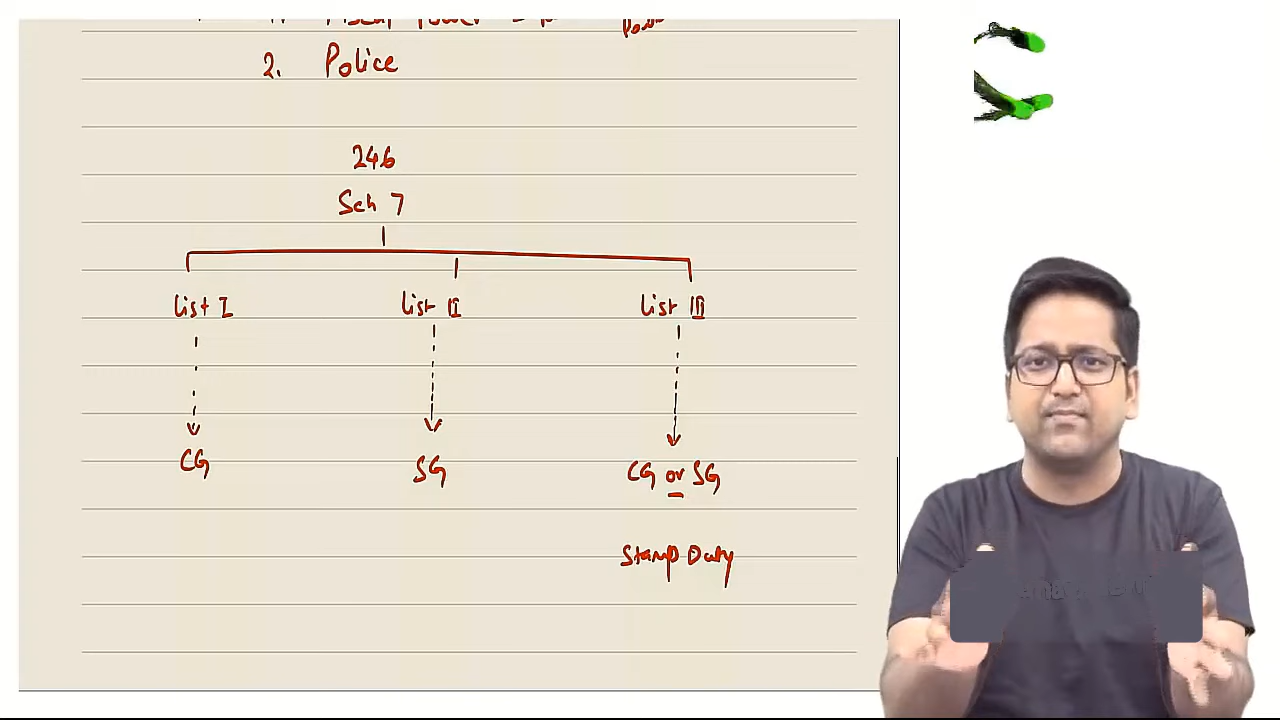 2. Police
246
Sch 7
List I List II List III
CG SG CG or SG
Stamp Duty